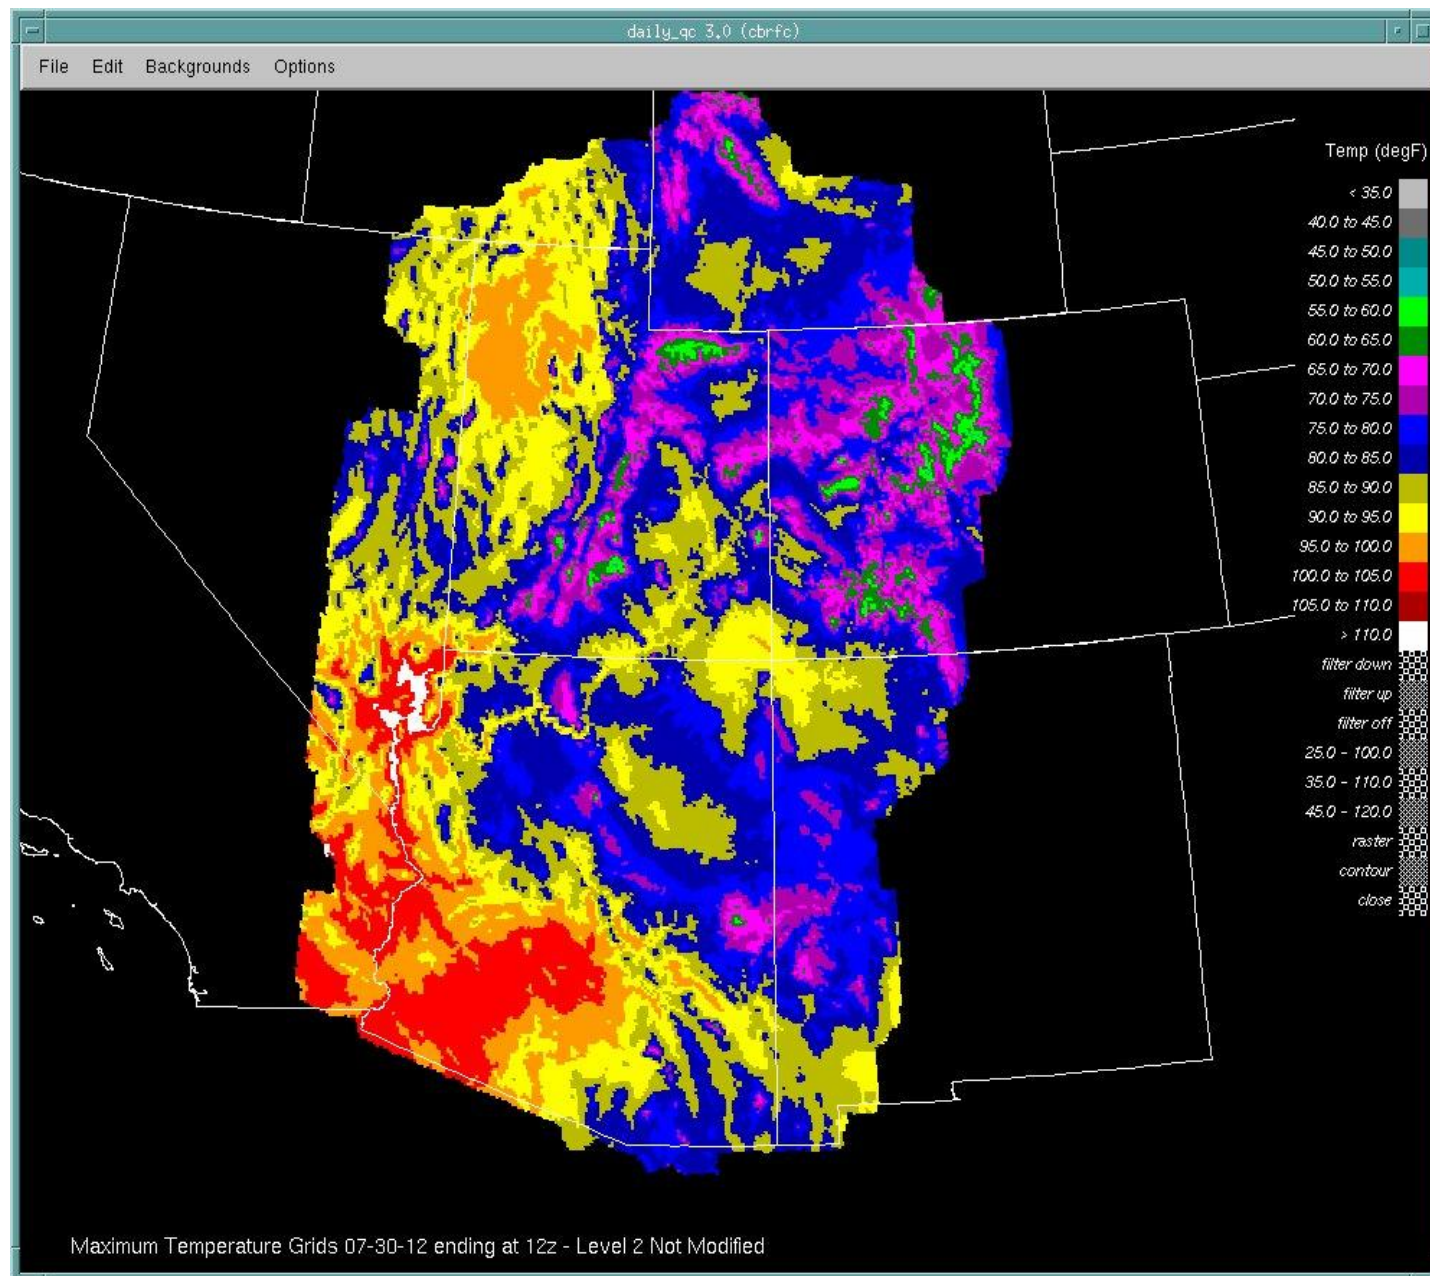 daily_qc 3.0 (cbrfc)
File Edit Backgrounds Options
Temp (degF)
< 35.0
40.0 to 45.0
45.0 to 50.0
50.0 to 55.0
55.0 to 60.0
60.0 to 65.0
65.0 to 70.0
70.0 to 75.0
75.0 to 80.0
80.0 to 85.0
85.0 to 90.0
90.0 to 95.0
95.0 to 100.0
100.0 to 105.0
105.0 to 110.0
> 110.0
filter down
filter up
filter off
25.0 - 100.0
35.0 - 110.0
45.0 - 120.0
raster
contour
close
Maximum Temperature Grids 07-30-12 ending at 12z - Level 2 Not Modified